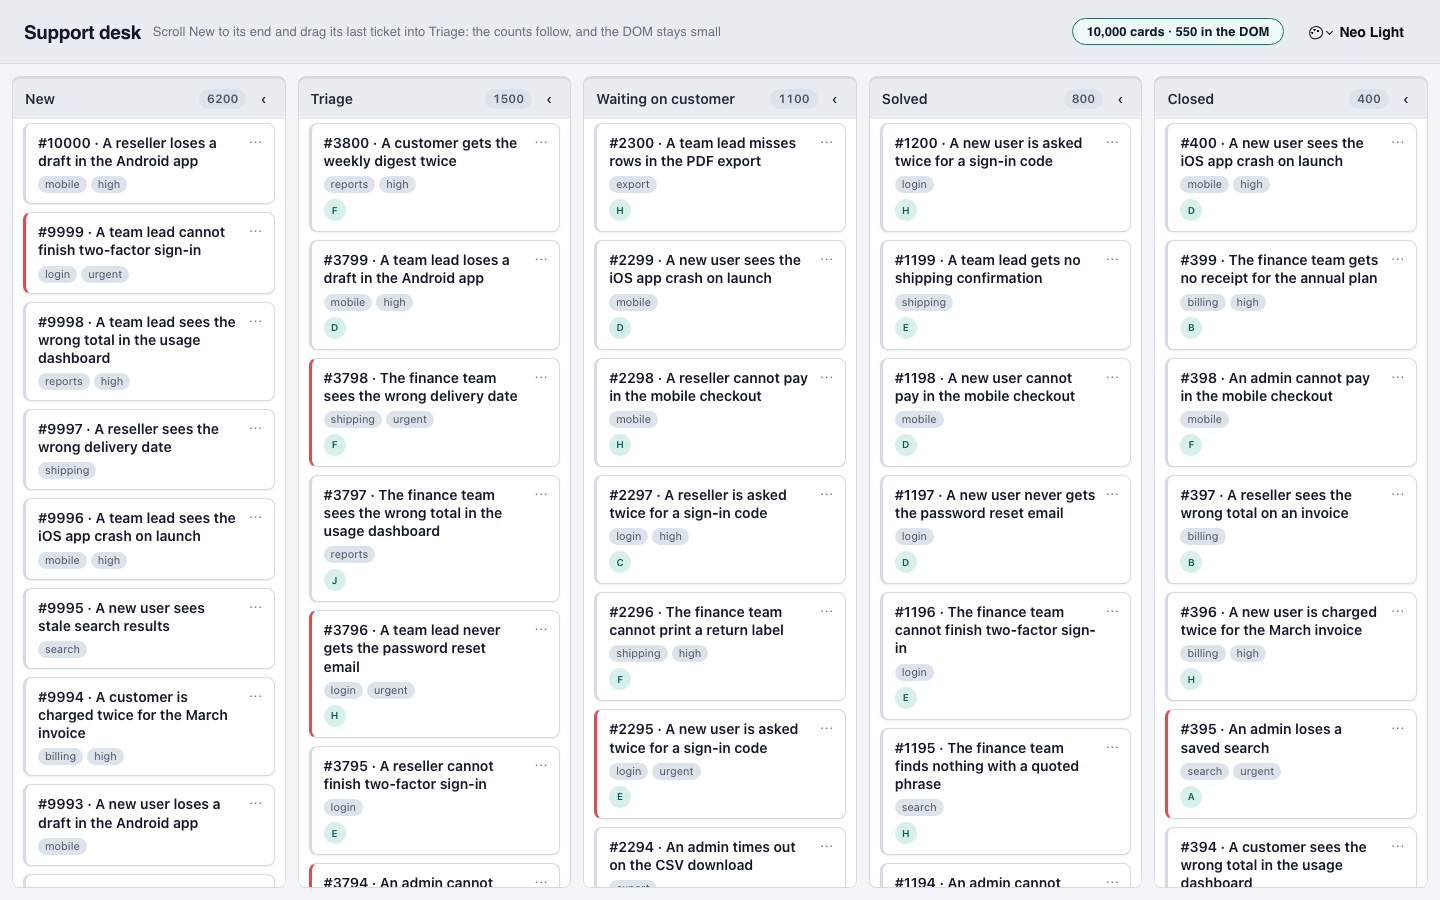 Support desk
Scroll New to its end and drag its last ticket into Triage: the counts follow, and the DOM stays small
10,000 cards · 550 in the DOM
Neo Light
New
6200
#10000 · A reseller loses a
draft in the Android app
mobile
high
#9999 · A team lead cannot
finish two-factor sign-in
login
urgent
#9998 · A team lead sees the
wrong total in the usage
dashboard
reports
high
#9997 · A reseller sees the
wrong delivery date
shipping
#9996 · A team lead sees the
iOS app crash on launch
mobile
high
#9995 · A new user sees
stale search results
search
#9994 · A customer is
charged twice for the March
invoice
billing
high
#9993 · A new user loses a
draft in the Android app
mobile
Triage
1500
#3800 · A customer gets the
weekly digest twice
reports
high
F
#3799 · A team lead loses a
draft in the Android app
mobile
high
D
#3798 · The finance team
sees the wrong delivery date
shipping
urgent
F
#3797 · The finance team
sees the wrong total in the
usage dashboard
reports
J
#3796 · A team lead never
gets the password reset
email
login
urgent
H
#3795 · A reseller cannot
finish two-factor sign-in
login
E
#3794 · An admin cannot
Waiting on customer
1100
#2300 · A team lead misses
rows in the PDF export
export
H
#2299 · A new user sees the
iOS app crash on launch
mobile
D
#2298 · A reseller cannot pay
in the mobile checkout
mobile
H
#2297 · A reseller is asked
twice for a sign-in code
login
high
C
#2296 · The finance team
cannot print a return label
shipping
high
F
#2295 · A new user is asked
twice for a sign-in code
login
urgent
E
#2294 · An admin times out
on the CSV download
export
Solved
800
#1200 · A new user is asked
twice for a sign-in code
login
H
#1199 · A team lead gets no
shipping confirmation
shipping
E
#1198 · A new user cannot
pay in the mobile checkout
mobile
D
#1197 · A new user never gets
the password reset email
login
D
#1196 · The finance team
cannot finish two-factor sign-
in
login
E
#1195 · The finance team
finds nothing with a quoted
phrase
search
H
#1194 · An admin cannot
Closed
400
#400 · A new user sees the
iOS app crash on launch
mobile
high
D
#399 · The finance team gets
no receipt for the annual plan
billing
high
B
#398 · An admin cannot pay
in the mobile checkout
mobile
F
#397 · A reseller sees the
wrong total on an invoice
billing
B
#396 · A new user is charged
twice for the March invoice
billing
high
H
#395 · An admin loses a
saved search
search
urgent
A
#394 · A customer sees the
wrong total in the usage
dashboard